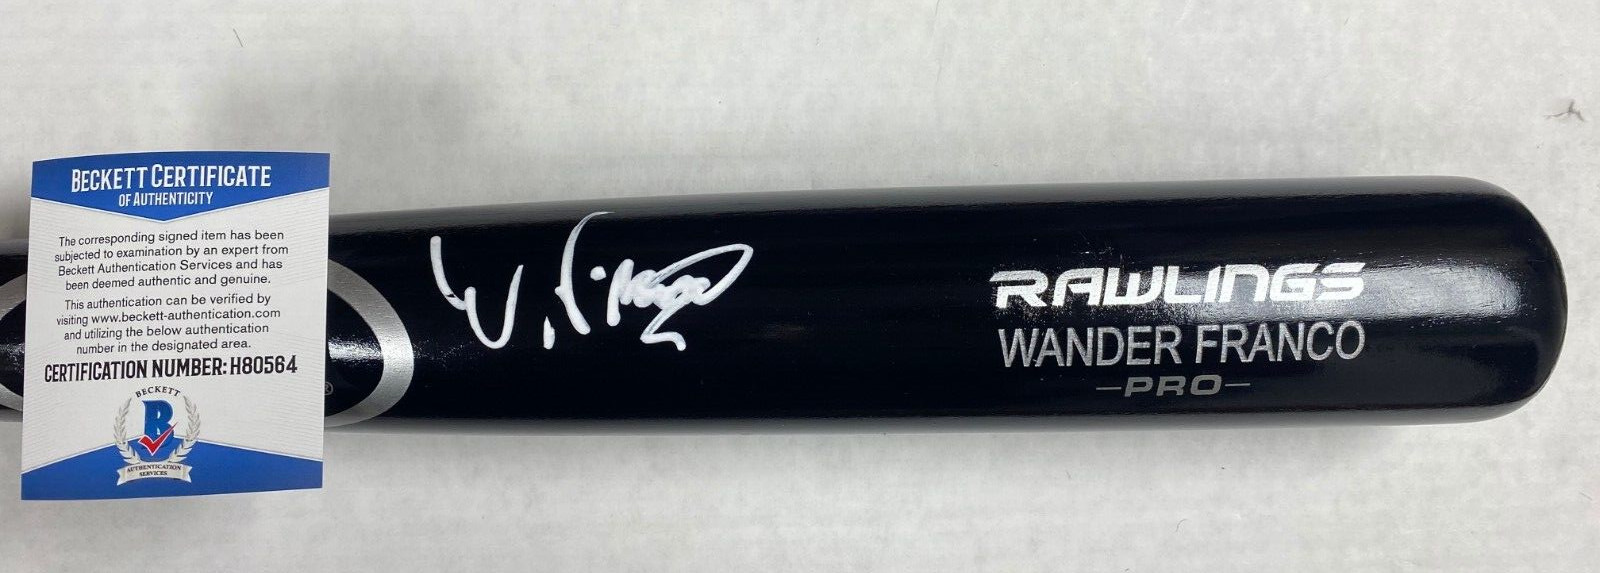 BECKETT CERTIFICATE
OF AUTHENTICITY
The corresponding signed item has been
subjected to examination by an expert from
Beckett Authentication Services and has
been deemed authentic and genuine.
This authentication can be verified by
visiting www.beckett-authentication.com
and utilizing the below authentication
number in the designated area.
CERTIFICATION NUMBER: H80564
BECKETT
B
AUTHENTICATION
SERVICES
®
W. Franco
RAWLINGS
WANDER FRANCO
-PRO-